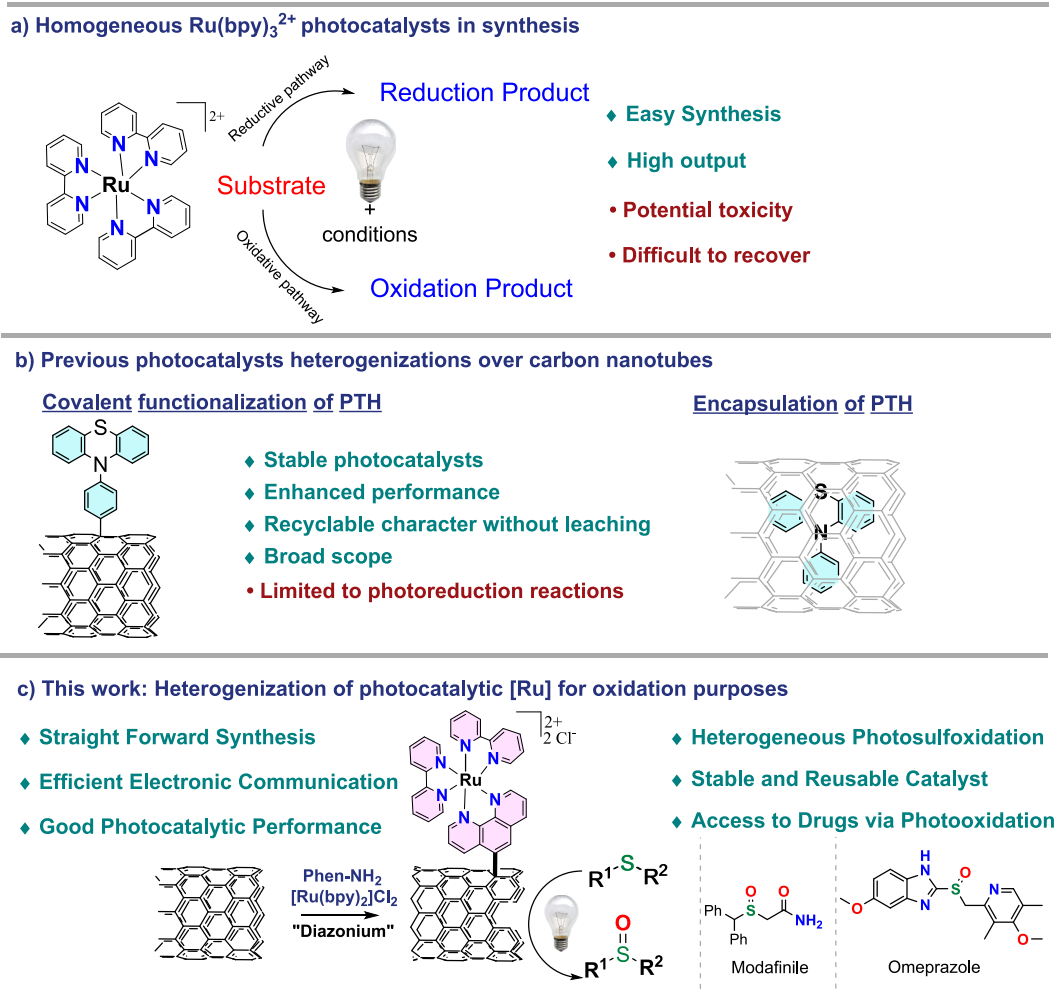 a) Homogeneous Ru(bpy)₃²⁺ photocatalysts in synthesis
Reductive pathway
Reduction Product
2+
N
N
N
N
N
N
Ru
Substrate
+
conditions
Oxidative pathway
Oxidation Product
♦ Easy Synthesis
♦ High output
• Potential toxicity
• Difficult to recover
b) Previous photocatalysts heterogenizations over carbon nanotubes
Covalent functionalization of PTH
S
N
♦ Stable photocatalysts
♦ Enhanced performance
♦ Recyclable character without leaching
♦ Broad scope
• Limited to photoreduction reactions
Encapsulation of PTH
S
N
c) This work: Heterogenization of photocatalytic [Ru] for oxidation purposes
♦ Straight Forward Synthesis
♦ Efficient Electronic Communication
♦ Good Photocatalytic Performance
2+
2 Cl⁻
N
N
N
N
N
N
Ru
♦ Heterogeneous Photosulfoxidation
♦ Stable and Reusable Catalyst
♦ Access to Drugs via Photooxidation
Phen-NH₂
[Ru(bpy)₂]Cl₂
"Diazonium"
R¹ S R²
O
R¹ S R²
Ph
Ph
O
S
O
NH₂
Modafinile
H
N
N
O
O
S
N
O
Omeprazole